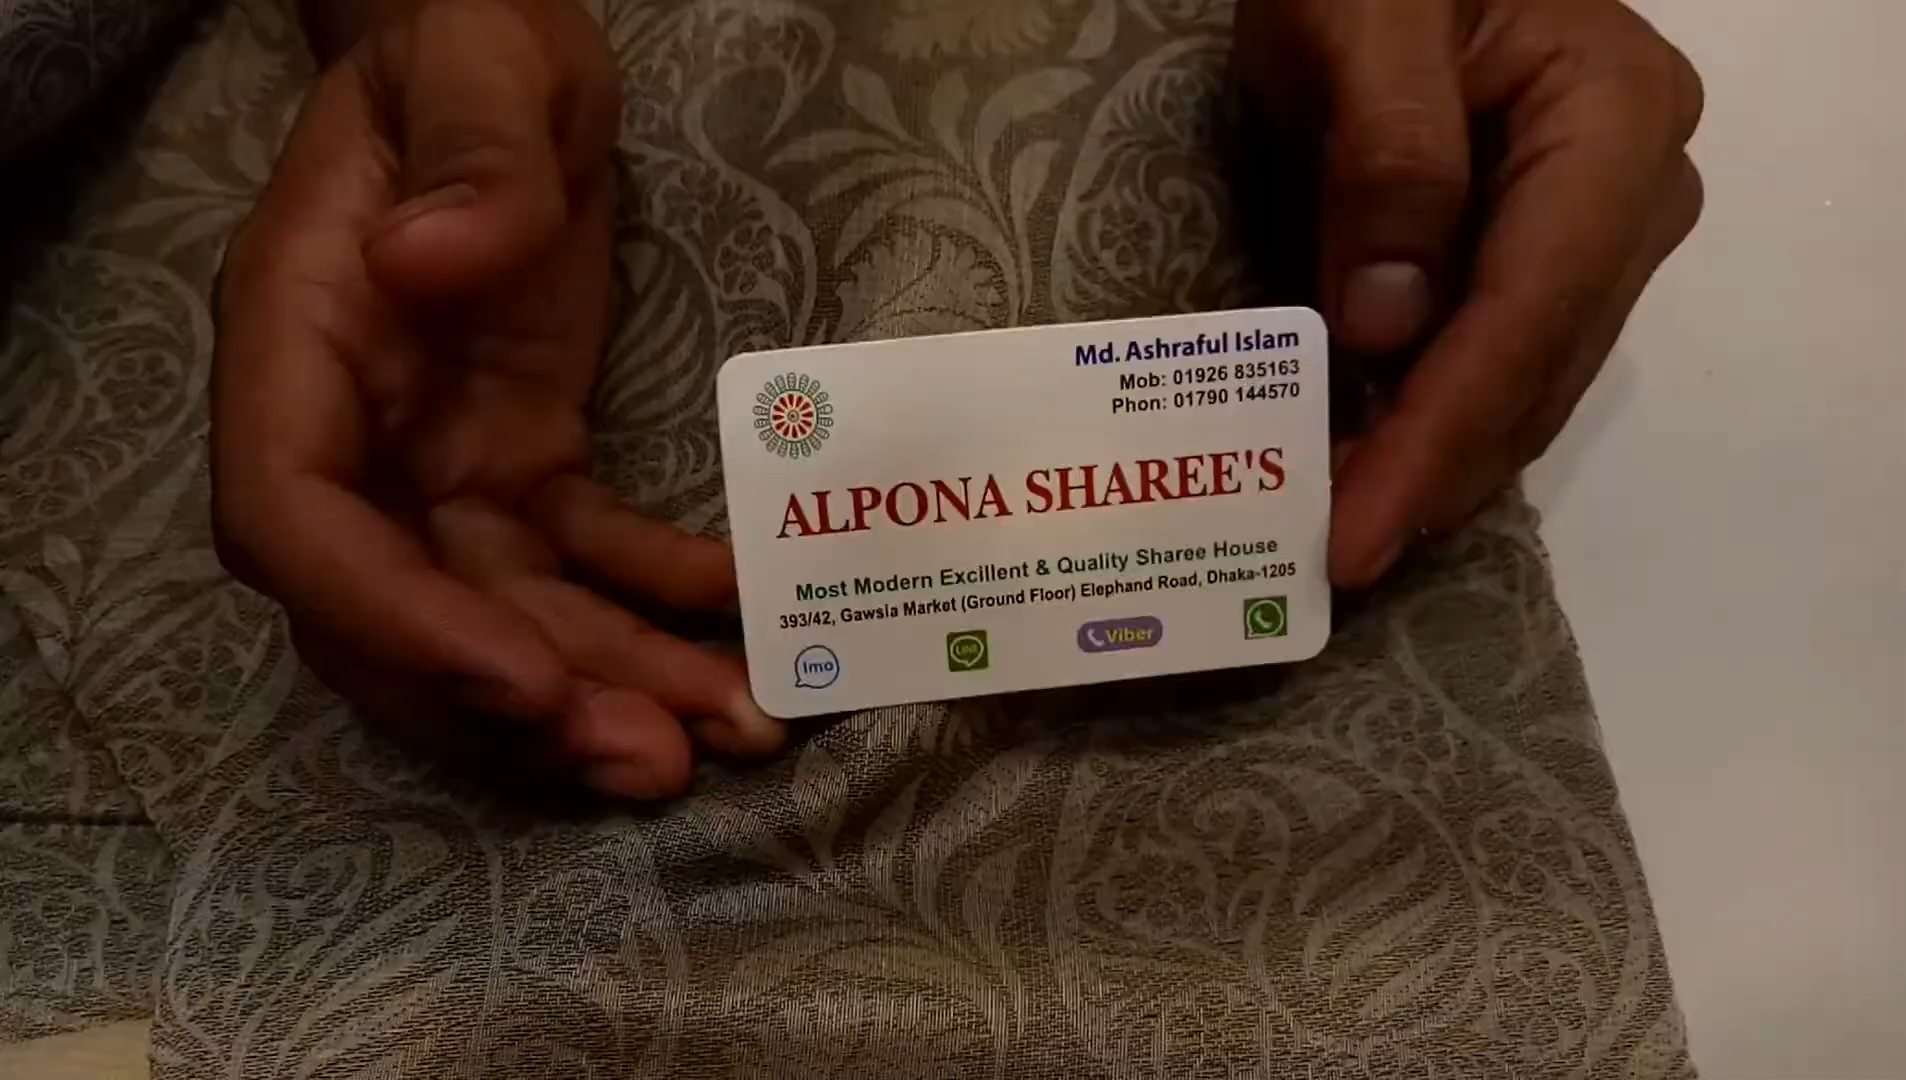 Md. Ashraful Islam
Mob: 01926 835163
Phon: 01790 144570
ALPONA SHAREE'S
Most Modern Excillent & Quality Sharee House
393/42, Gawsia Market (Ground Floor) Elephand Road, Dhaka-1205
imo
LINE
Viber